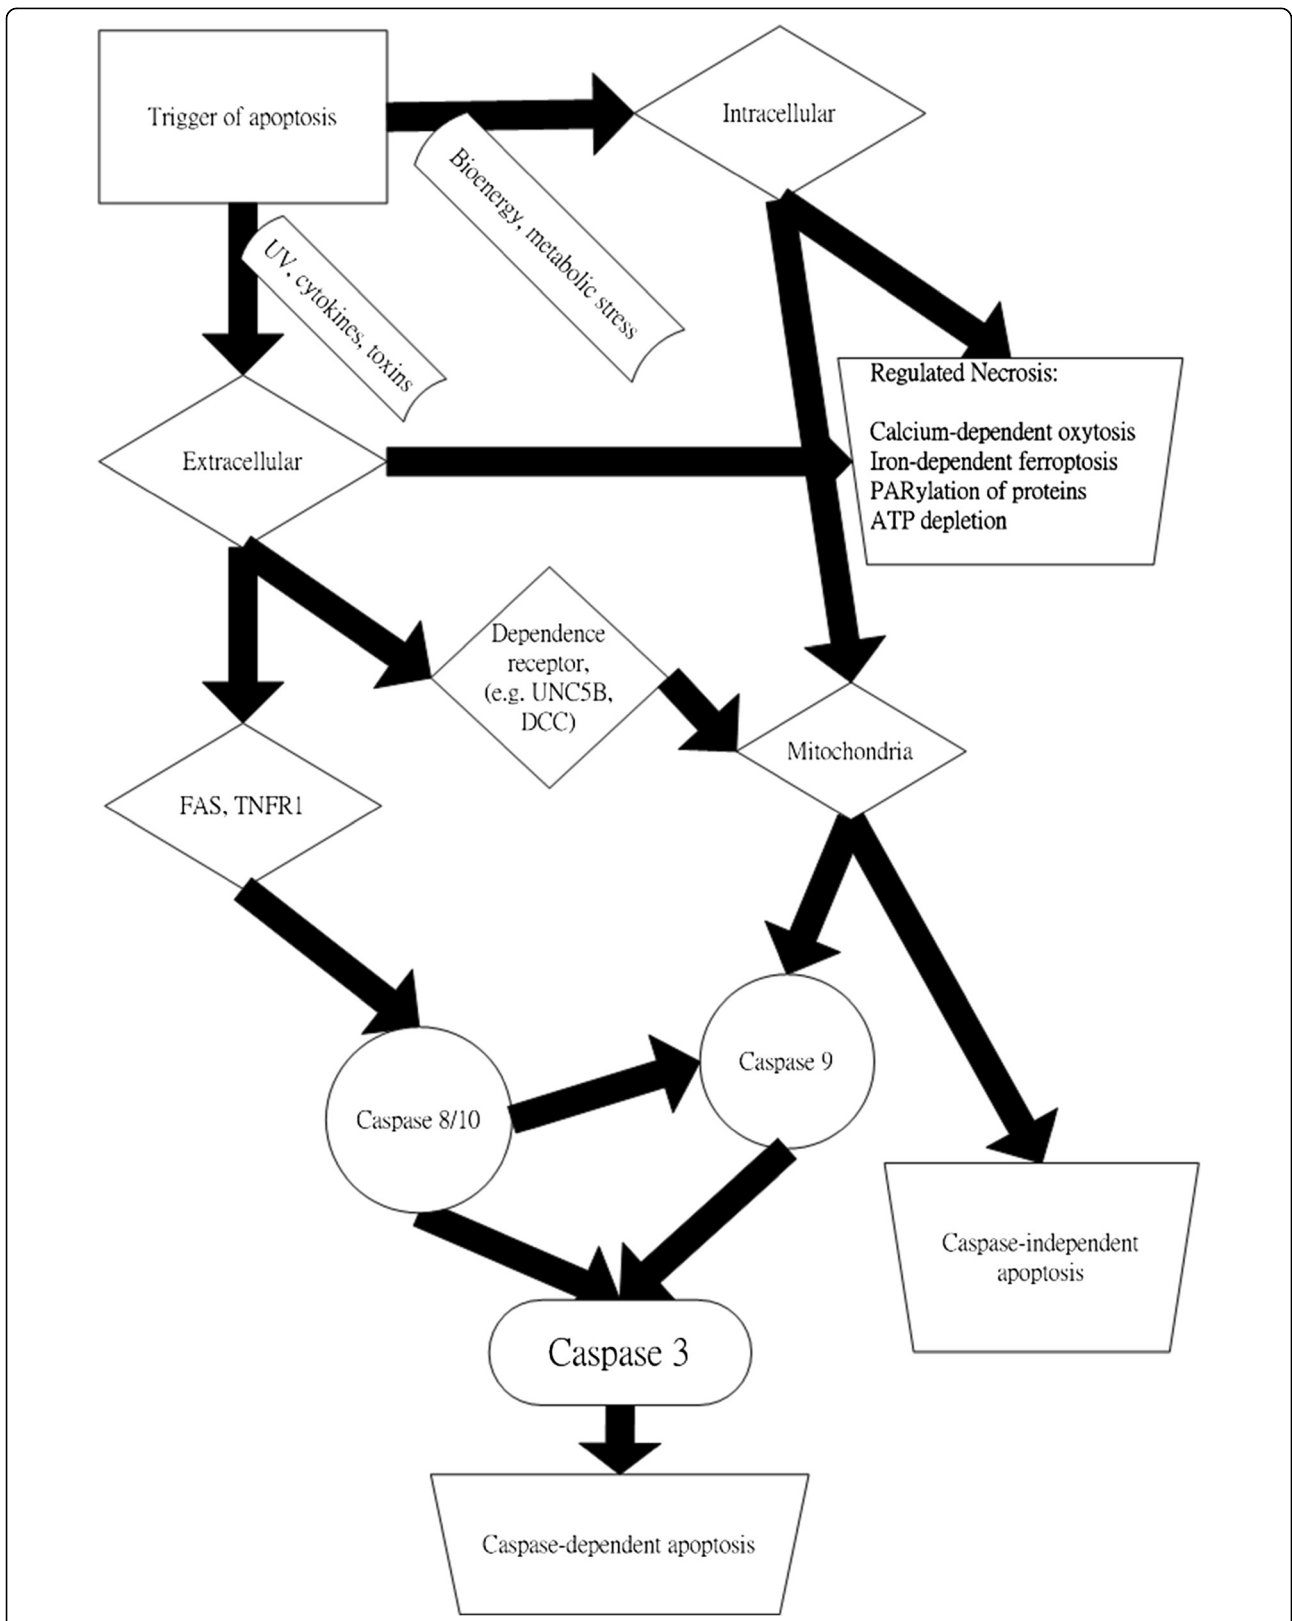 Trigger of apoptosis
Intracellular
Bioenergy, metabolic stress
UV, cytokines, toxins
Regulated Necrosis:
Calcium-dependent oxytosis
Iron-dependent ferroptosis
PARylation of proteins
ATP depletion
Extracellular
Dependence
receptor,
(e.g. UNC5B,
DCC)
Mitochondria
FAS, TNFR1
Caspase 9
Caspase 8/10
Caspase-independent
apoptosis
Caspase 3
Caspase-dependent apoptosis